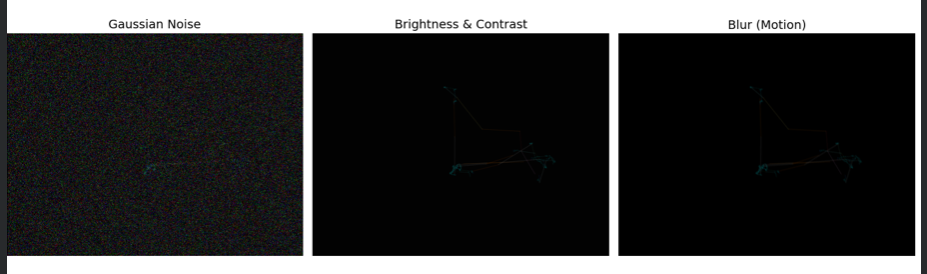 Gaussian Noise
Brightness & Contrast
Blur (Motion)